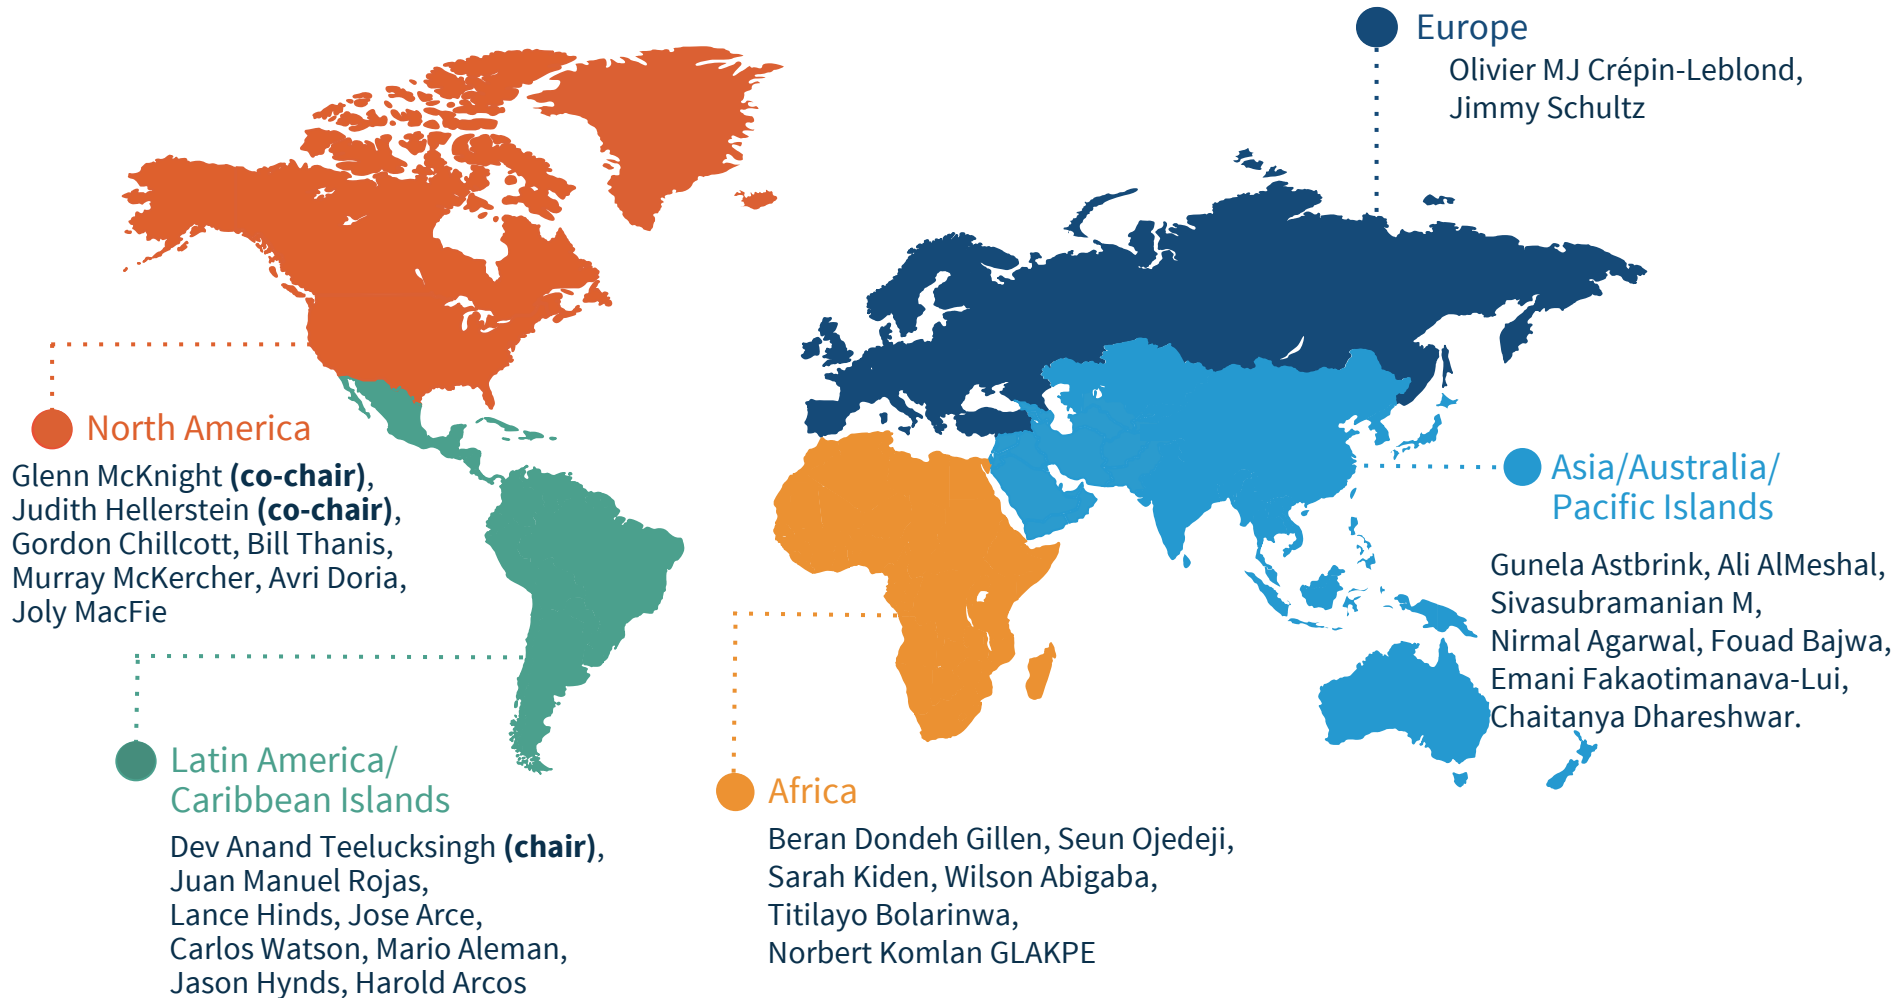 Europe
Olivier MJ Crépin-Leblond,
Jimmy Schultz
North America
Glenn McKnight (co-chair),
Judith Hellerstein (co-chair),
Gordon Chillcott, Bill Thanis,
Murray McKercher, Avri Doria,
Joly MacFie
Asia/Australia/
Pacific Islands
Gunela Astbrink, Ali AlMeshal,
Sivasubramanian M,
Nirmal Agarwal, Fouad Bajwa,
Emani Fakaotimanava-Lui,
Chaitanya Dhareshwar.
Latin America/
Caribbean Islands
Dev Anand Teelucksingh (chair),
Juan Manuel Rojas,
Lance Hinds, Jose Arce,
Carlos Watson, Mario Aleman,
Jason Hynds, Harold Arcos
Africa
Beran Dondeh Gillen, Seun Ojedeji,
Sarah Kiden, Wilson Abigaba,
Titilayo Bolarinwa,
Norbert Komlan GLAKPE